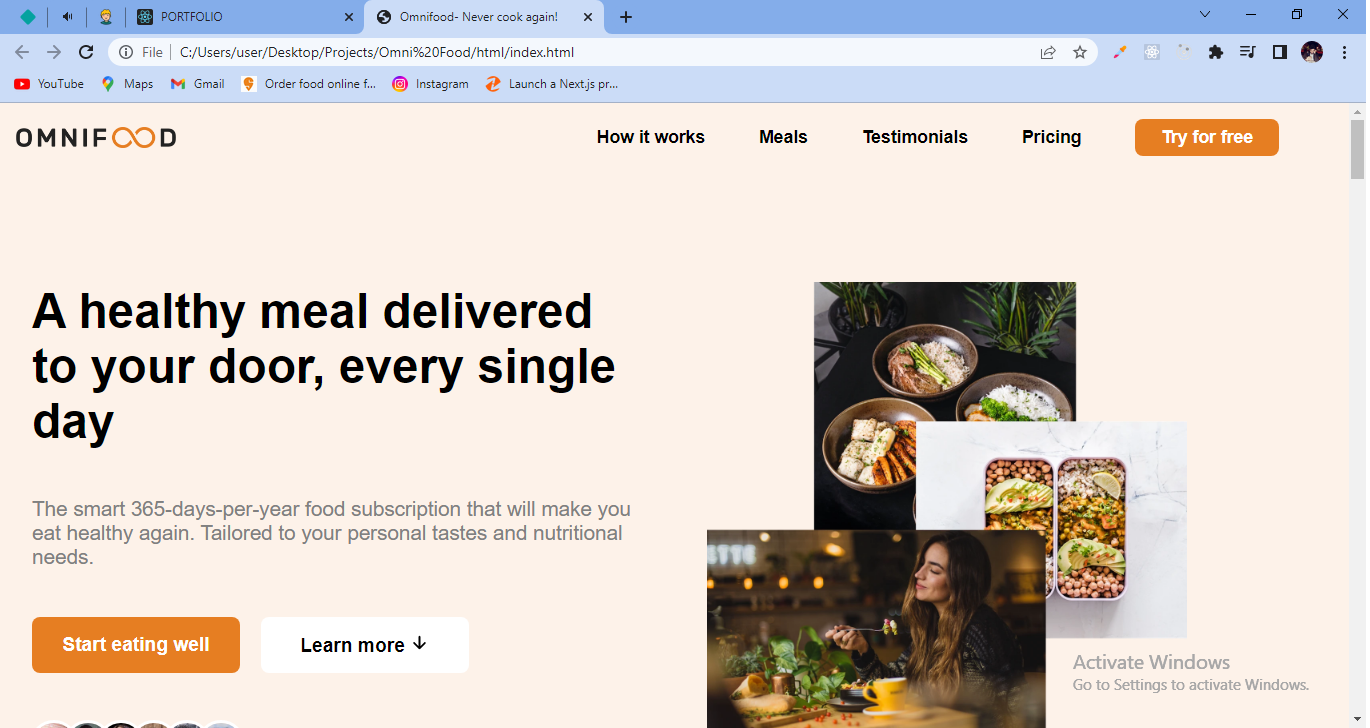 PORTFOLIO
Omnifood- Never cook again!
File
C:/Users/user/Desktop/Projects/Omni%20Food/html/index.html
YouTube
Maps
Gmail
Order food online f...
Instagram
Launch a Next.js pr...
OMNIFOOD
How it works
Meals
Testimonials
Pricing
Try for free
A healthy meal delivered
to your door, every single
day
The smart 365-days-per-year food subscription that will make you
eat healthy again. Tailored to your personal tastes and nutritional
needs.
Start eating well
Learn more ↓
Activate Windows
Go to Settings to activate Windows.